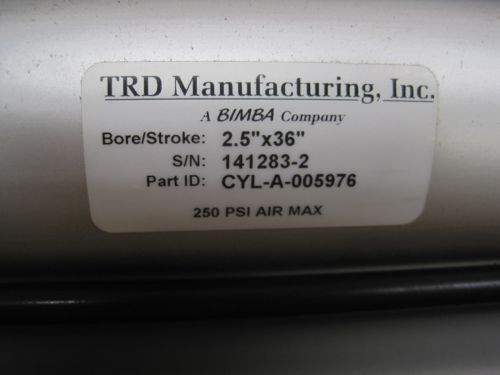 TRD Manufacturing, Inc.
A BIMBA Company
Bore/Stroke: 2.5"x36"
S/N: 141283-2
Part ID: CYL-A-005976
250 PSI AIR MAX